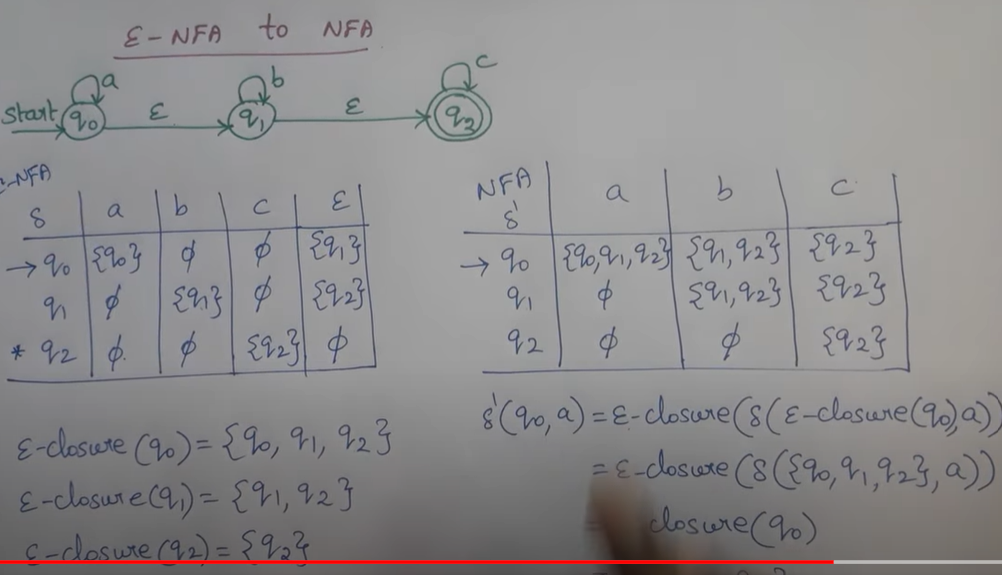 ε-NFA to NFA
a b c
Start q0 ε q1 ε q2
-NFA
δ a b c ε
→ q0 {q0} ϕ ϕ {q1}
q1 ϕ {q1} ϕ {q2}
* q2 ϕ ϕ {q2} ϕ
ε-closure(q0) = {q0, q1, q2}
ε-closure(q1) = {q1, q2}
ε-closure(q2) = {q2}
NFA
δ' a b c
→ q0 {q0,q1,q2} {q1,q2} {q2}
q1 ϕ {q1,q2} {q2}
q2 ϕ ϕ {q2}
δ'(q0,a) = ε-closure(δ(ε-closure(q0),a))
= ε-closure(δ({q0,q1,q2},a))
closure(q0)